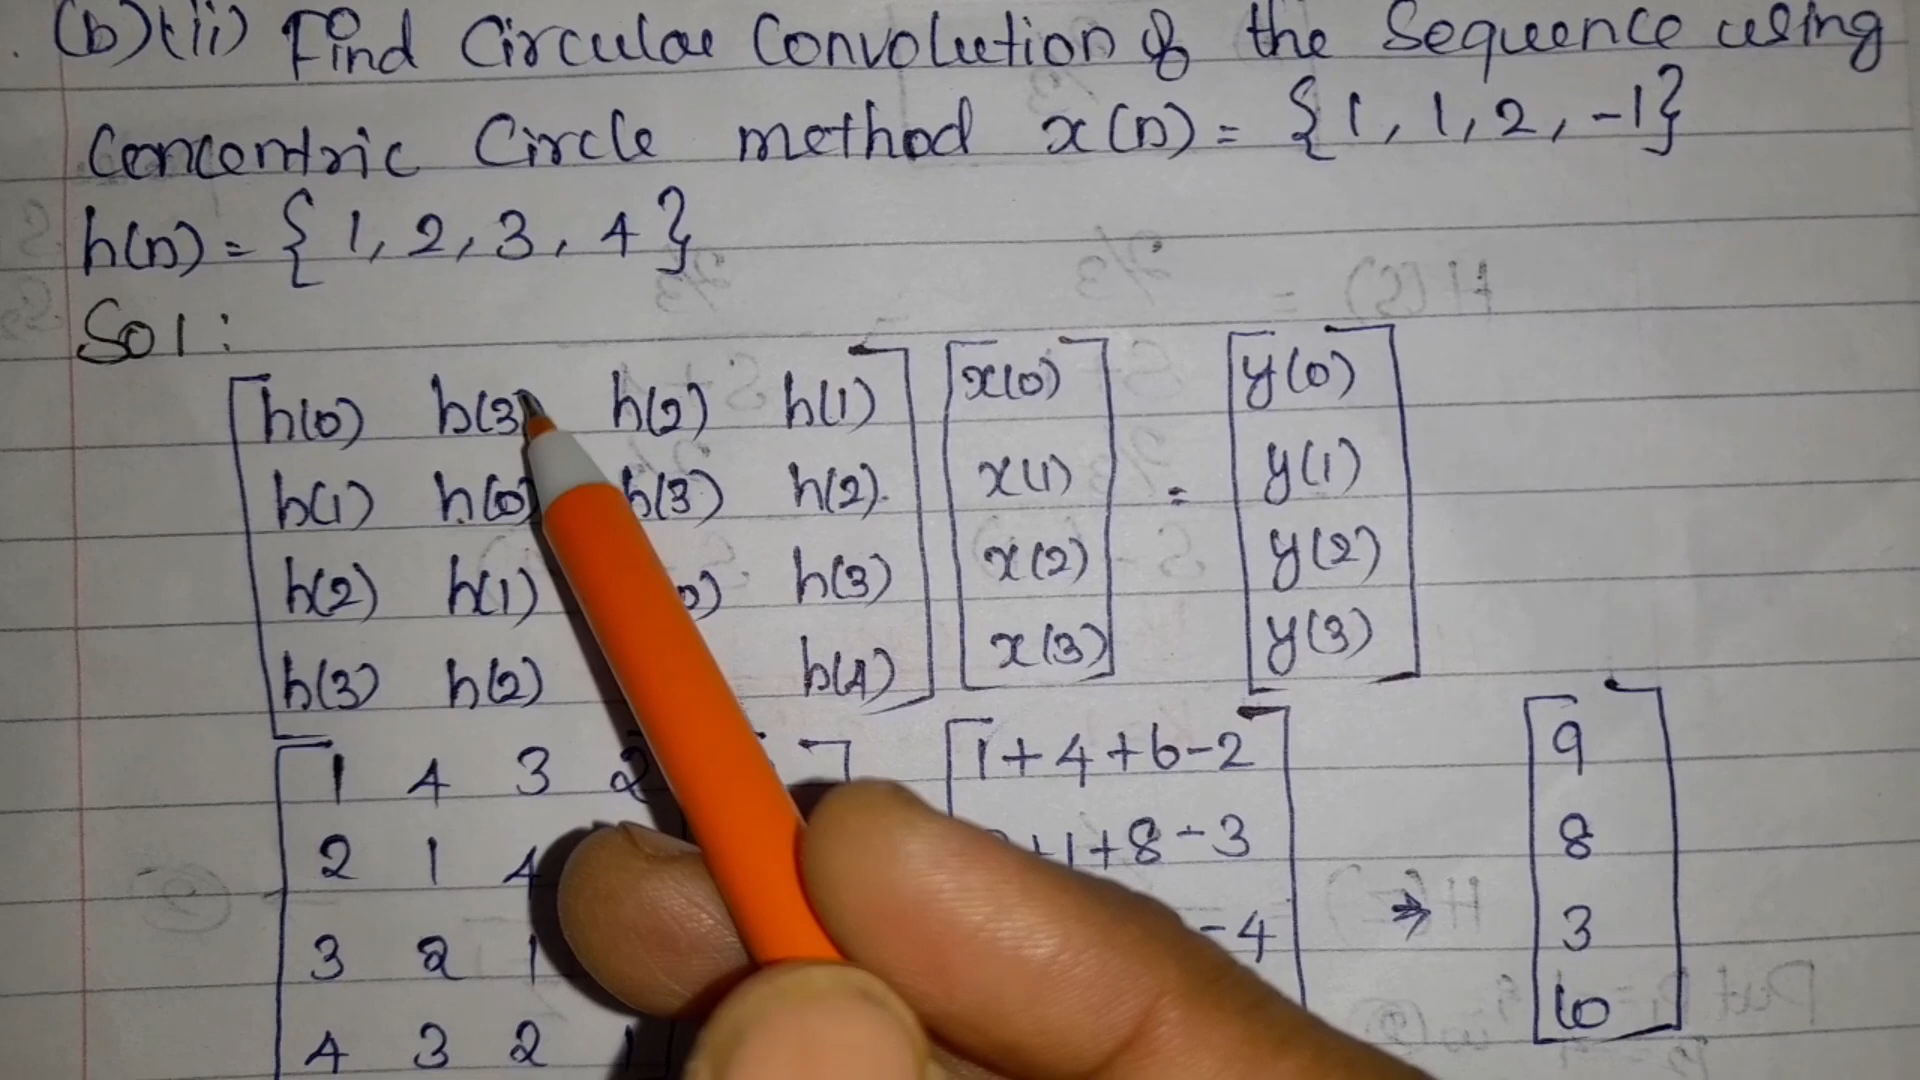 (b)(ii) Find Circular Convolution of the Sequence using
Concentric Circle method x(n) = {1, 1, 2, -1}
h(n) = {1, 2, 3, 4}
Sol:
h(0) h(3) h(2) h(1) x(0) y(0)
h(1) h(0) h(3) h(2) x(1) = y(1)
h(2) h(1) h(3) x(2) y(2)
h(3) h(2) h(4) x(3) y(3)
1 4 3 2 1+4+6-2 9
2 1 4 +1+8-3 8
3 2 1 -4 → 3
4 3 2 1